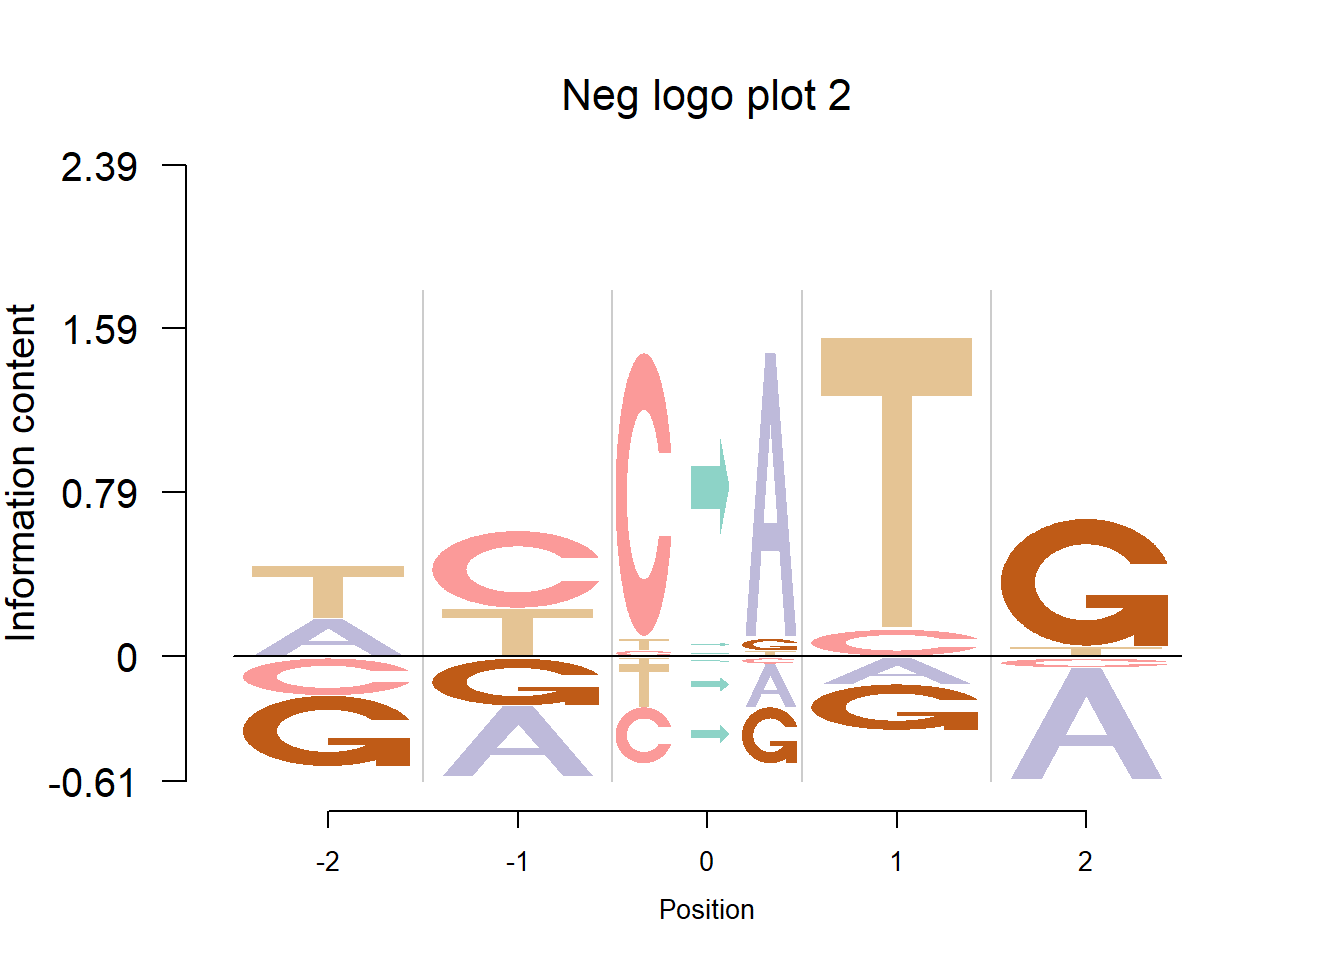 Neg logo plot 2
Information content
2.39
1.59
0.79
0
-0.61
T C C A T G
A T T G C T
C G C T A C
G A T C G A
T A
C G
-2 -1 0 1 2
Position